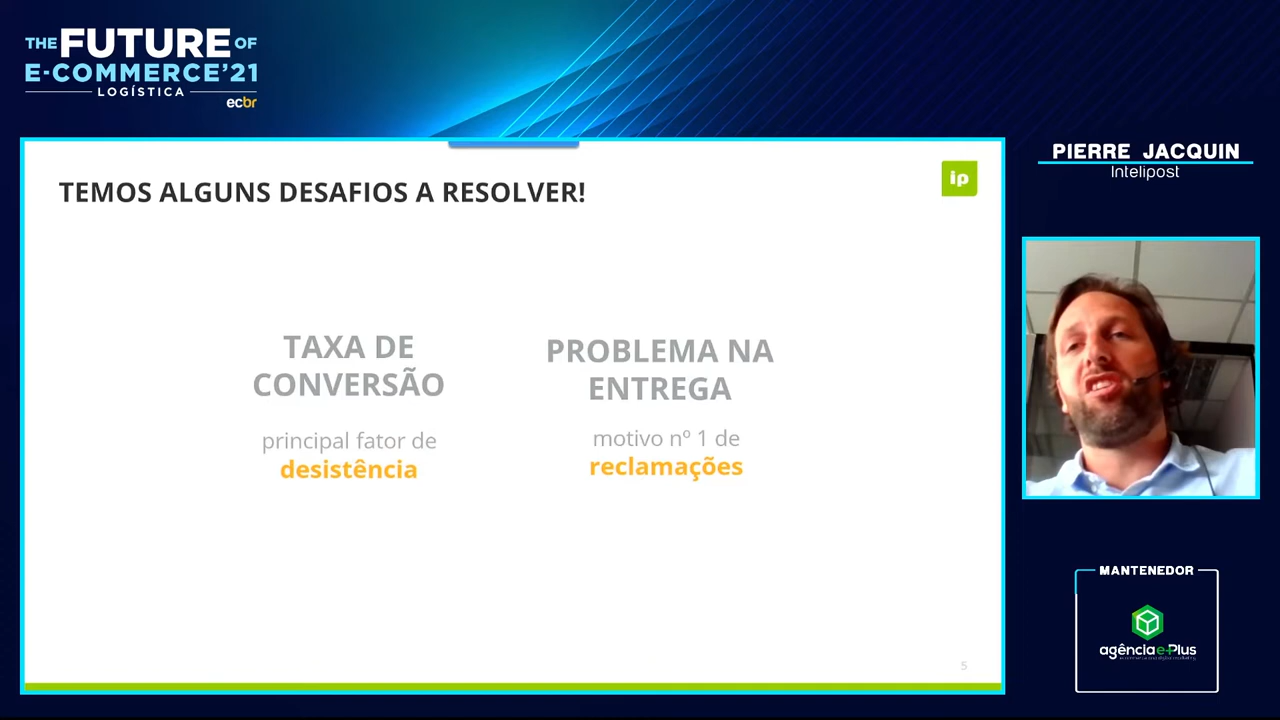 THE FUTURE OF
E-COMMERCE'21
LOGÍSTICA
ecbr
TEMOS ALGUNS DESAFIOS A RESOLVER!
ip
TAXA DE
CONVERSÃO
principal fator de
desistência
PROBLEMA NA
ENTREGA
motivo nº 1 de
reclamações
5
PIERRE JACQUIN
Intelipost
MANTENEDOR
agência e-Plus